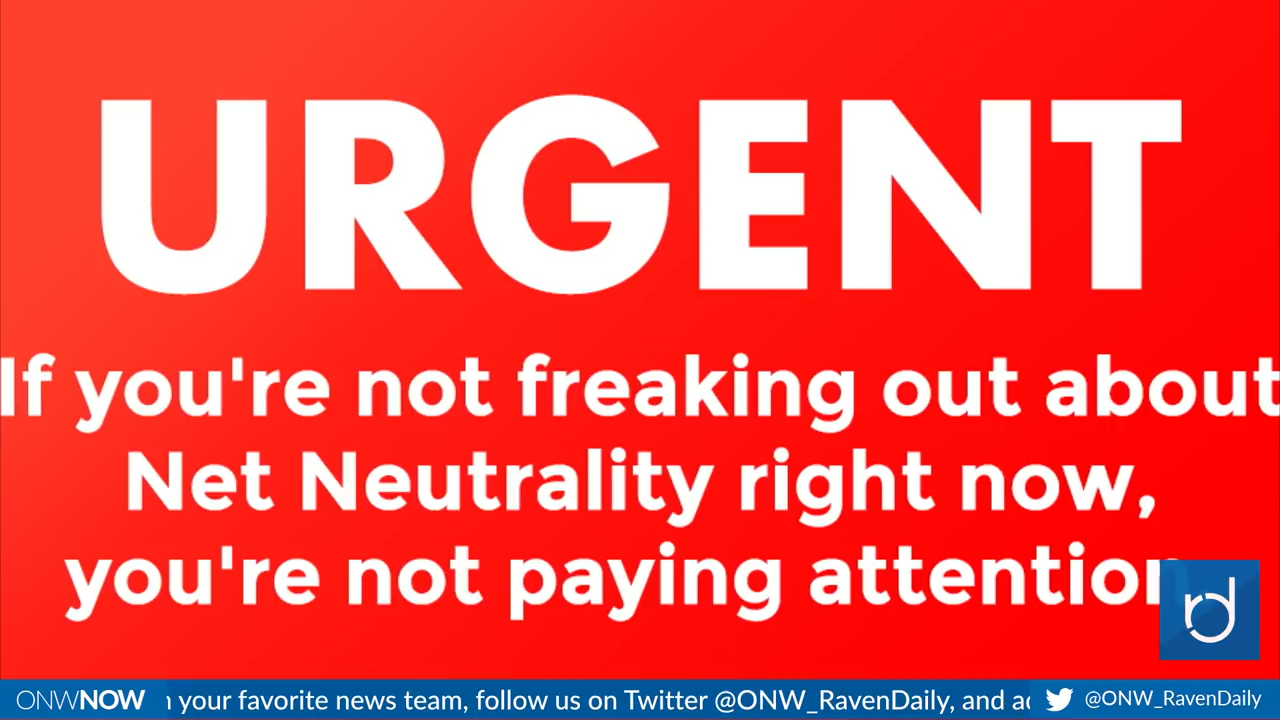 URGENT
If you're not freaking out about
Net Neutrality right now,
you're not paying attention
rd
ONWNOW
your favorite news team, follow us on Twitter @ONW_RavenDaily, and
@ONW_RavenDaily